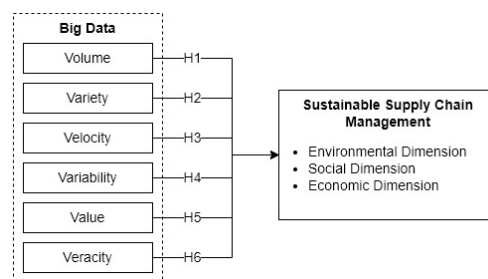 Big Data
Volume
H1
Variety
H2
Velocity
H3
Variability
H4
Value
H5
Veracity
H6
Sustainable Supply Chain
Management
• Environmental Dimension
• Social Dimension
• Economic Dimension